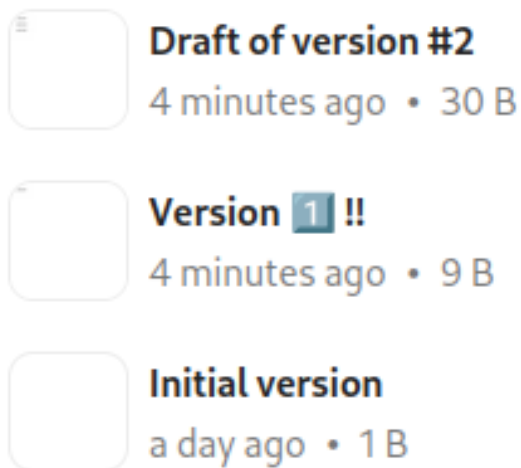 Draft of version #2
4 minutes ago • 30 B
Version 1️⃣ !!
4 minutes ago • 9 B
Initial version
a day ago • 1 B